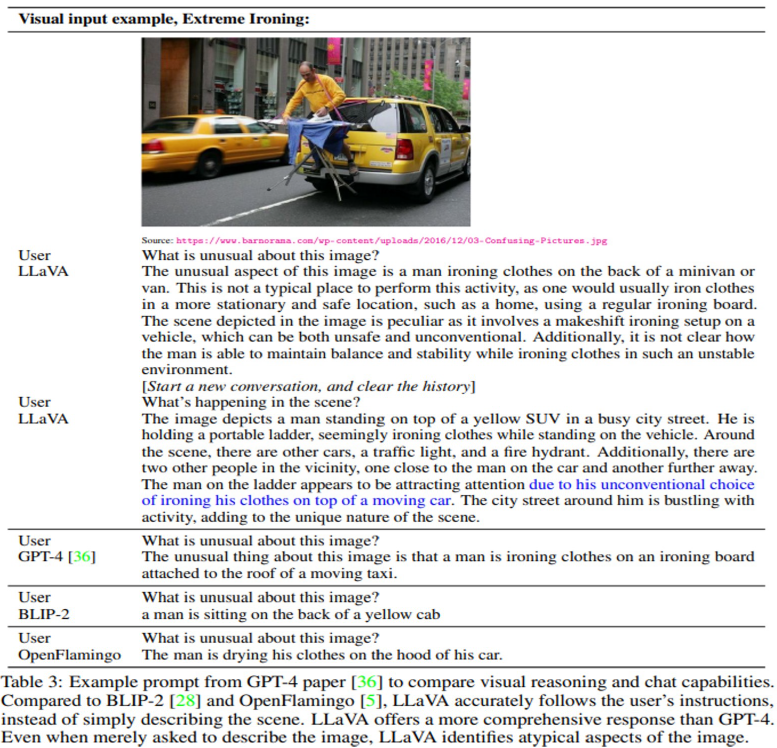 Visual input example, Extreme Ironing:
Source: https://www.barnorama.com/wp-content/uploads/2016/12/03-Confusing-Pictures.jpg
User What is unusual about this image?
LLaVA The unusual aspect of this image is a man ironing clothes on the back of a minivan or
van. This is not a typical place to perform this activity, as one would usually iron clothes
in a more stationary and safe location, such as a home, using a regular ironing board.
The scene depicted in the image is peculiar as it involves a makeshift ironing setup on a
vehicle, which can be both unsafe and unconventional. Additionally, it is not clear how
the man is able to maintain balance and stability while ironing clothes in such an unstable
environment.
[Start a new conversation, and clear the history]
User What's happening in the scene?
LLaVA The image depicts a man standing on top of a yellow SUV in a busy city street. He is
holding a portable ladder, seemingly ironing clothes while standing on the vehicle. Around
the scene, there are other cars, a traffic light, and a fire hydrant. Additionally, there are
two other people in the vicinity, one close to the man on the car and another further away.
The man on the ladder appears to be attracting attention due to his unconventional choice
of ironing his clothes on top of a moving car. The city street around him is bustling with
activity, adding to the unique nature of the scene.
User What is unusual about this image?
GPT-4 [36] The unusual thing about this image is that a man is ironing clothes on an ironing board
attached to the roof of a moving taxi.
User What is unusual about this image?
BLIP-2 a man is sitting on the back of a yellow cab
User What is unusual about this image?
OpenFlamingo The man is drying his clothes on the hood of his car.
Table 3: Example prompt from GPT-4 paper [36] to compare visual reasoning and chat capabilities.
Compared to BLIP-2 [28] and OpenFlamingo [5], LLaVA accurately follows the user's instructions,
instead of simply describing the scene. LLaVA offers a more comprehensive response than GPT-4.
Even when merely asked to describe the image, LLaVA identifies atypical aspects of the image.